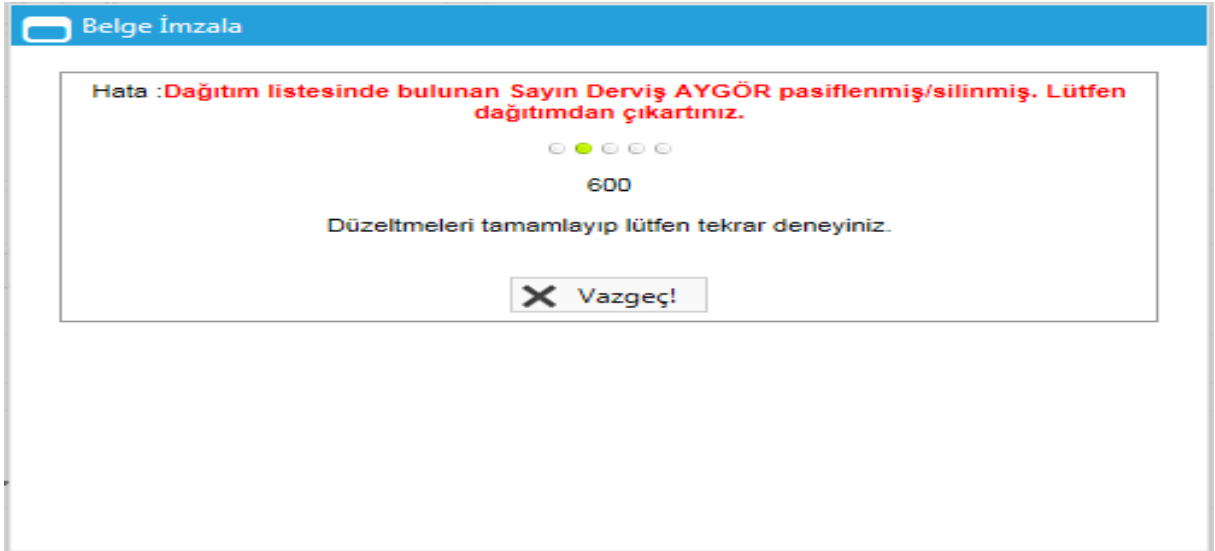 Belge İmzala
Hata :Dağıtım listesinde bulunan Sayın Derviş AYGÖR pasiflenmiş/silinmiş. Lütfen
dağıtımdan çıkartınız.
600
Düzeltmeleri tamamlayıp lütfen tekrar deneyiniz.
Vazgeç!